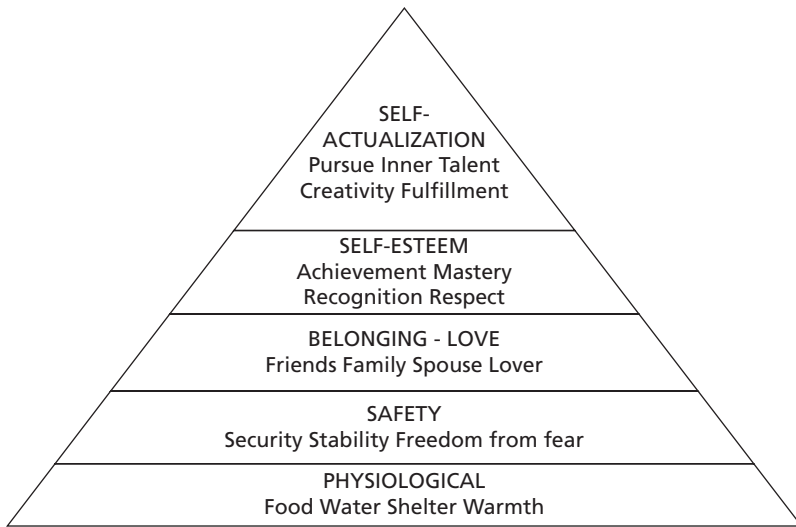 SELF-
ACTUALIZATION
Pursue Inner Talent
Creativity Fulfillment
SELF-ESTEEM
Achievement Mastery
Recognition Respect
BELONGING - LOVE
Friends Family Spouse Lover
SAFETY
Security Stability Freedom from fear
PHYSIOLOGICAL
Food Water Shelter Warmth